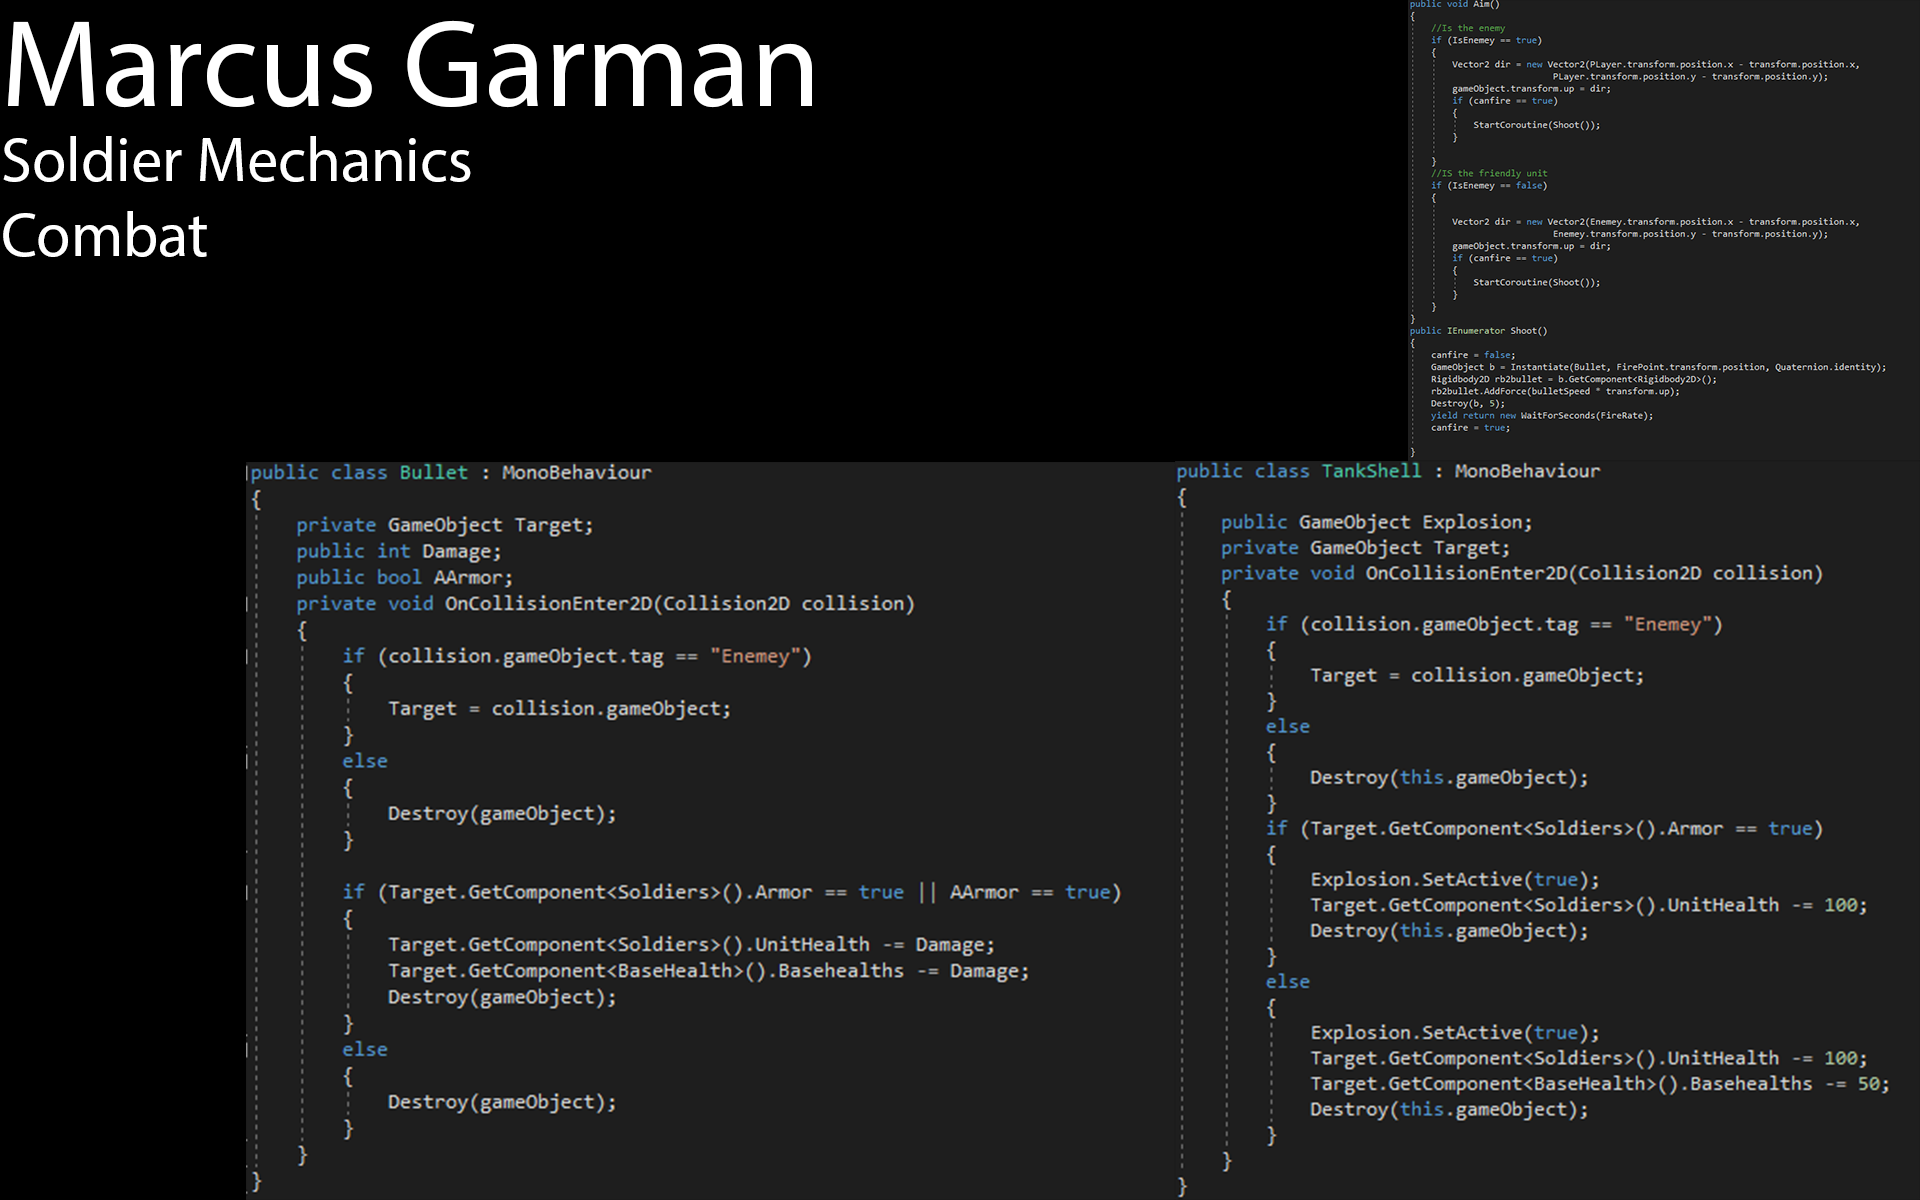 Marcus Garman
Soldier Mechanics
Combat
public void Aim()
{
//Is the enemy
if (IsEnemey == true)
{
Vector2 dir = new Vector2(PLayer.transform.position.x - transform.position.x,
PLayer.transform.position.y - transform.position.y);
gameObject.transform.up = dir;
if (canfire == true)
{
StartCoroutine(Shoot());
}
}
//IS the friendly unit
if (IsEnemey == false)
{
Vector2 dir = new Vector2(Enemey.transform.position.x - transform.position.x,
Enemey.transform.position.y - transform.position.y);
gameObject.transform.up = dir;
if (canfire == true)
{
StartCoroutine(Shoot());
}
}
}
public IEnumerator Shoot()
{
canfire = false;
GameObject b = Instantiate(Bullet, FirePoint.transform.position, Quaternion.identity);
Rigidbody2D rb2bullet = b.GetComponent<Rigidbody2D>();
rb2bullet.AddForce(bulletSpeed * transform.up);
Destroy(b, 5);
yield return new WaitForSeconds(FireRate);
canfire = true;
}
public class Bullet : MonoBehaviour
{
private GameObject Target;
public int Damage;
public bool AArmor;
private void OnCollisionEnter2D(Collision2D collision)
{
if (collision.gameObject.tag == "Enemey")
{
Target = collision.gameObject;
}
else
{
Destroy(gameObject);
}
if (Target.GetComponent<Soldiers>().Armor == true || AArmor == true)
{
Target.GetComponent<Soldiers>().UnitHealth -= Damage;
Target.GetComponent<BaseHealth>().Basehealths -= Damage;
Destroy(gameObject);
}
else
{
Destroy(gameObject);
}
}
}
public class TankShell : MonoBehaviour
{
public GameObject Explosion;
private GameObject Target;
private void OnCollisionEnter2D(Collision2D collision)
{
if (collision.gameObject.tag == "Enemey")
{
Target = collision.gameObject;
}
else
{
Destroy(this.gameObject);
}
if (Target.GetComponent<Soldiers>().Armor == true)
{
Explosion.SetActive(true);
Target.GetComponent<Soldiers>().UnitHealth -= 100;
Destroy(this.gameObject);
}
else
{
Explosion.SetActive(true);
Target.GetComponent<Soldiers>().UnitHealth -= 100;
Target.GetComponent<BaseHealth>().Basehealths -= 50;
Destroy(this.gameObject);
}
}
}